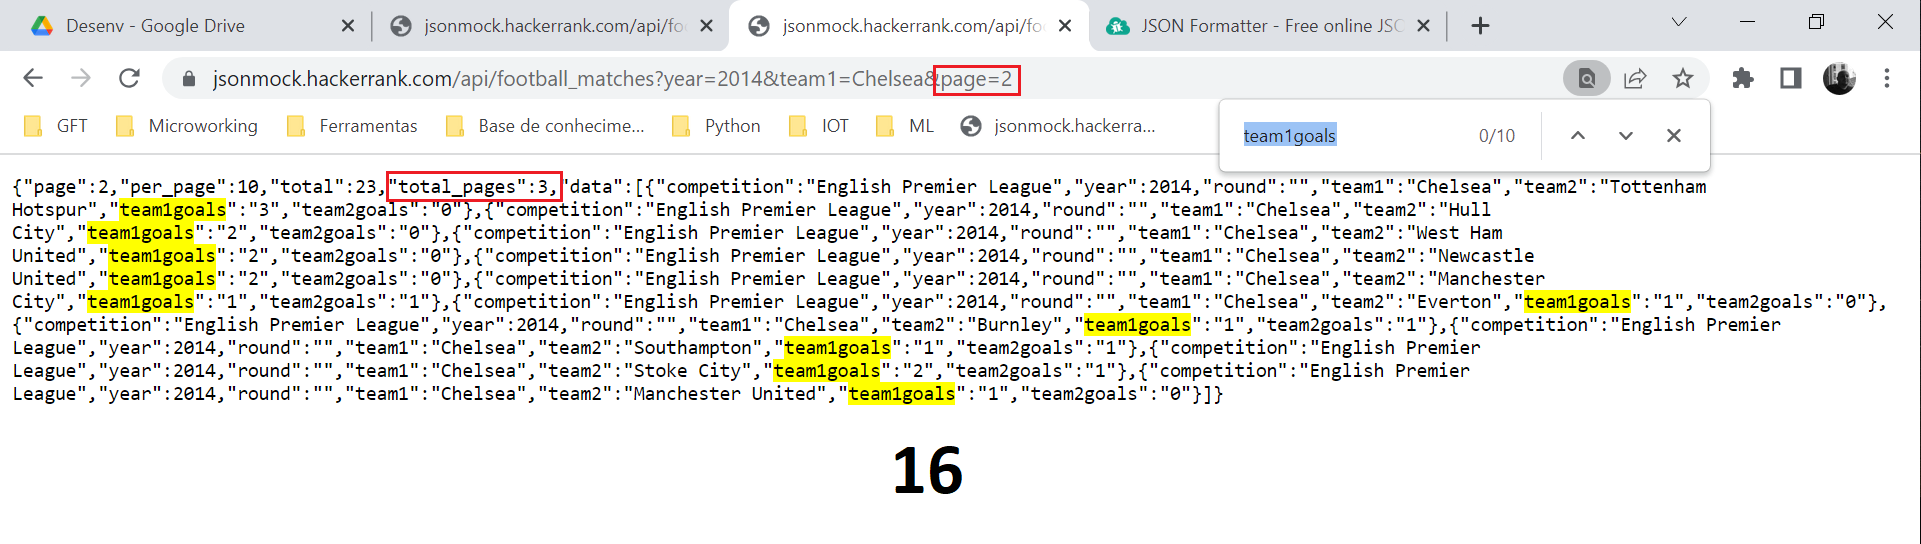 Desenv - Google Drive
jsonmock.hackerrank.com/api/fo
jsonmock.hackerrank.com/api/fo
JSON Formatter - Free online JSO
jsonmock.hackerrank.com/api/football_matches?year=2014&team1=Chelsea&page=2
GFT Microworking Ferramentas Base de conhecime... Python IOT ML jsonmock.hackerra...
team1goals 0/10
{"page":2,"per_page":10,"total":23,"total_pages":3,"data":[{"competition":"English Premier League","year":2014,"round":"","team1":"Chelsea","team2":"Tottenham
Hotspur","team1goals":"3","team2goals":"0"},{"competition":"English Premier League","year":2014,"round":"","team1":"Chelsea","team2":"Hull
City","team1goals":"2","team2goals":"0"},{"competition":"English Premier League","year":2014,"round":"","team1":"Chelsea","team2":"West Ham
United","team1goals":"2","team2goals":"0"},{"competition":"English Premier League","year":2014,"round":"","team1":"Chelsea","team2":"Newcastle
United","team1goals":"2","team2goals":"0"},{"competition":"English Premier League","year":2014,"round":"","team1":"Chelsea","team2":"Manchester
City","team1goals":"1","team2goals":"1"},{"competition":"English Premier League","year":2014,"round":"","team1":"Chelsea","team2":"Everton","team1goals":"1","team2goals":"0"},
{"competition":"English Premier League","year":2014,"round":"","team1":"Chelsea","team2":"Burnley","team1goals":"1","team2goals":"1"},{"competition":"English Premier
League","year":2014,"round":"","team1":"Chelsea","team2":"Southampton","team1goals":"1","team2goals":"1"},{"competition":"English Premier
League","year":2014,"round":"","team1":"Chelsea","team2":"Stoke City","team1goals":"2","team2goals":"1"},{"competition":"English Premier
League","year":2014,"round":"","team1":"Chelsea","team2":"Manchester United","team1goals":"1","team2goals":"0"}]}
16